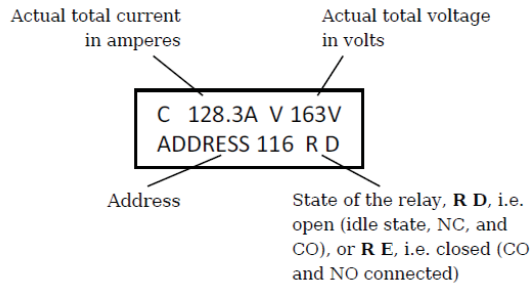 Actual total current
in amperes
Actual total voltage
in volts
C 128.3A V 163V
ADDRESS 116 R D
Address
State of the relay, R D, i.e.
open (idle state, NC, and
CO), or R E, i.e. closed (CO
and NO connected)